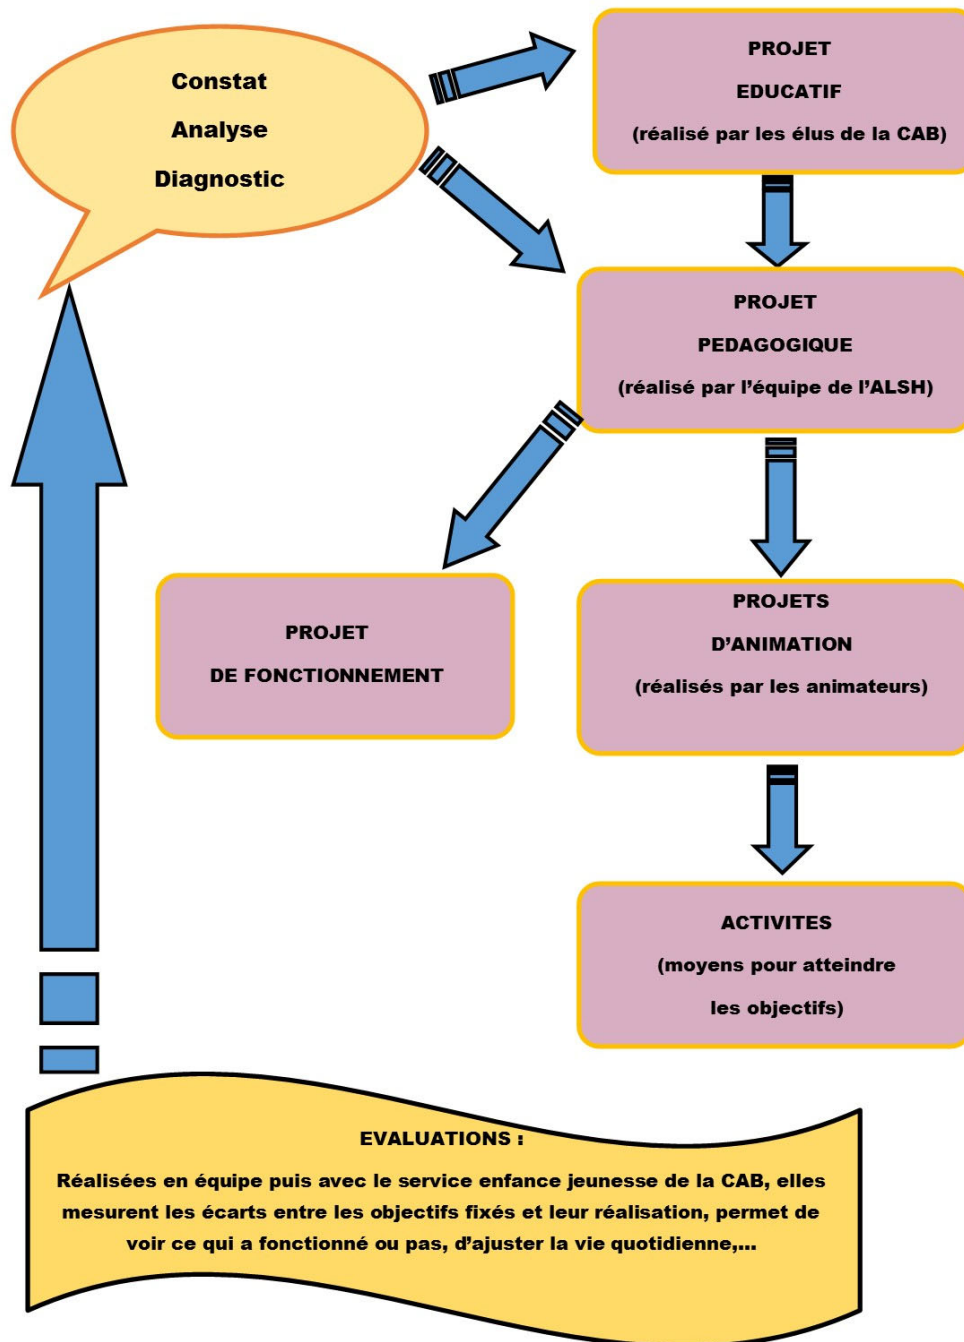 Constat
Analyse
Diagnostic
PROJET
EDUCATIF
(réalisé par les élus de la CAB)
PROJET
PEDAGOGIQUE
(réalisé par l’équipe de l’ALSH)
PROJET
DE FONCTIONNEMENT
PROJETS
D’ANIMATION
(réalisés par les animateurs)
ACTIVITES
(moyens pour atteindre
les objectifs)
EVALUATIONS :
Réalisées en équipe puis avec le service enfance jeunesse de la CAB, elles
mesurent les écarts entre les objectifs fixés et leur réalisation, permet de
voir ce qui a fonctionné ou pas, d’ajuster la vie quotidienne,...